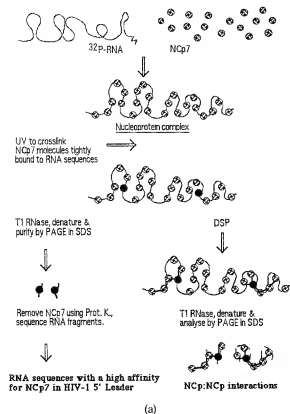 32P-RNA
NCp7
Nucleoprotein complex
UV to crosslink
NCp7 molecules tightly
bound to RNA sequences
T1 RNase, denature &
purify by PAGE in SDS
DSP
Remove NCp7 using Prot. K.,
sequence RNA fragments.
T1 RNase, denature &
analyse by PAGE in SDS
RNA sequences with a high affinity
for NCp7 in HIV-1 5' Leader
NCp:NCp interactions
(a)